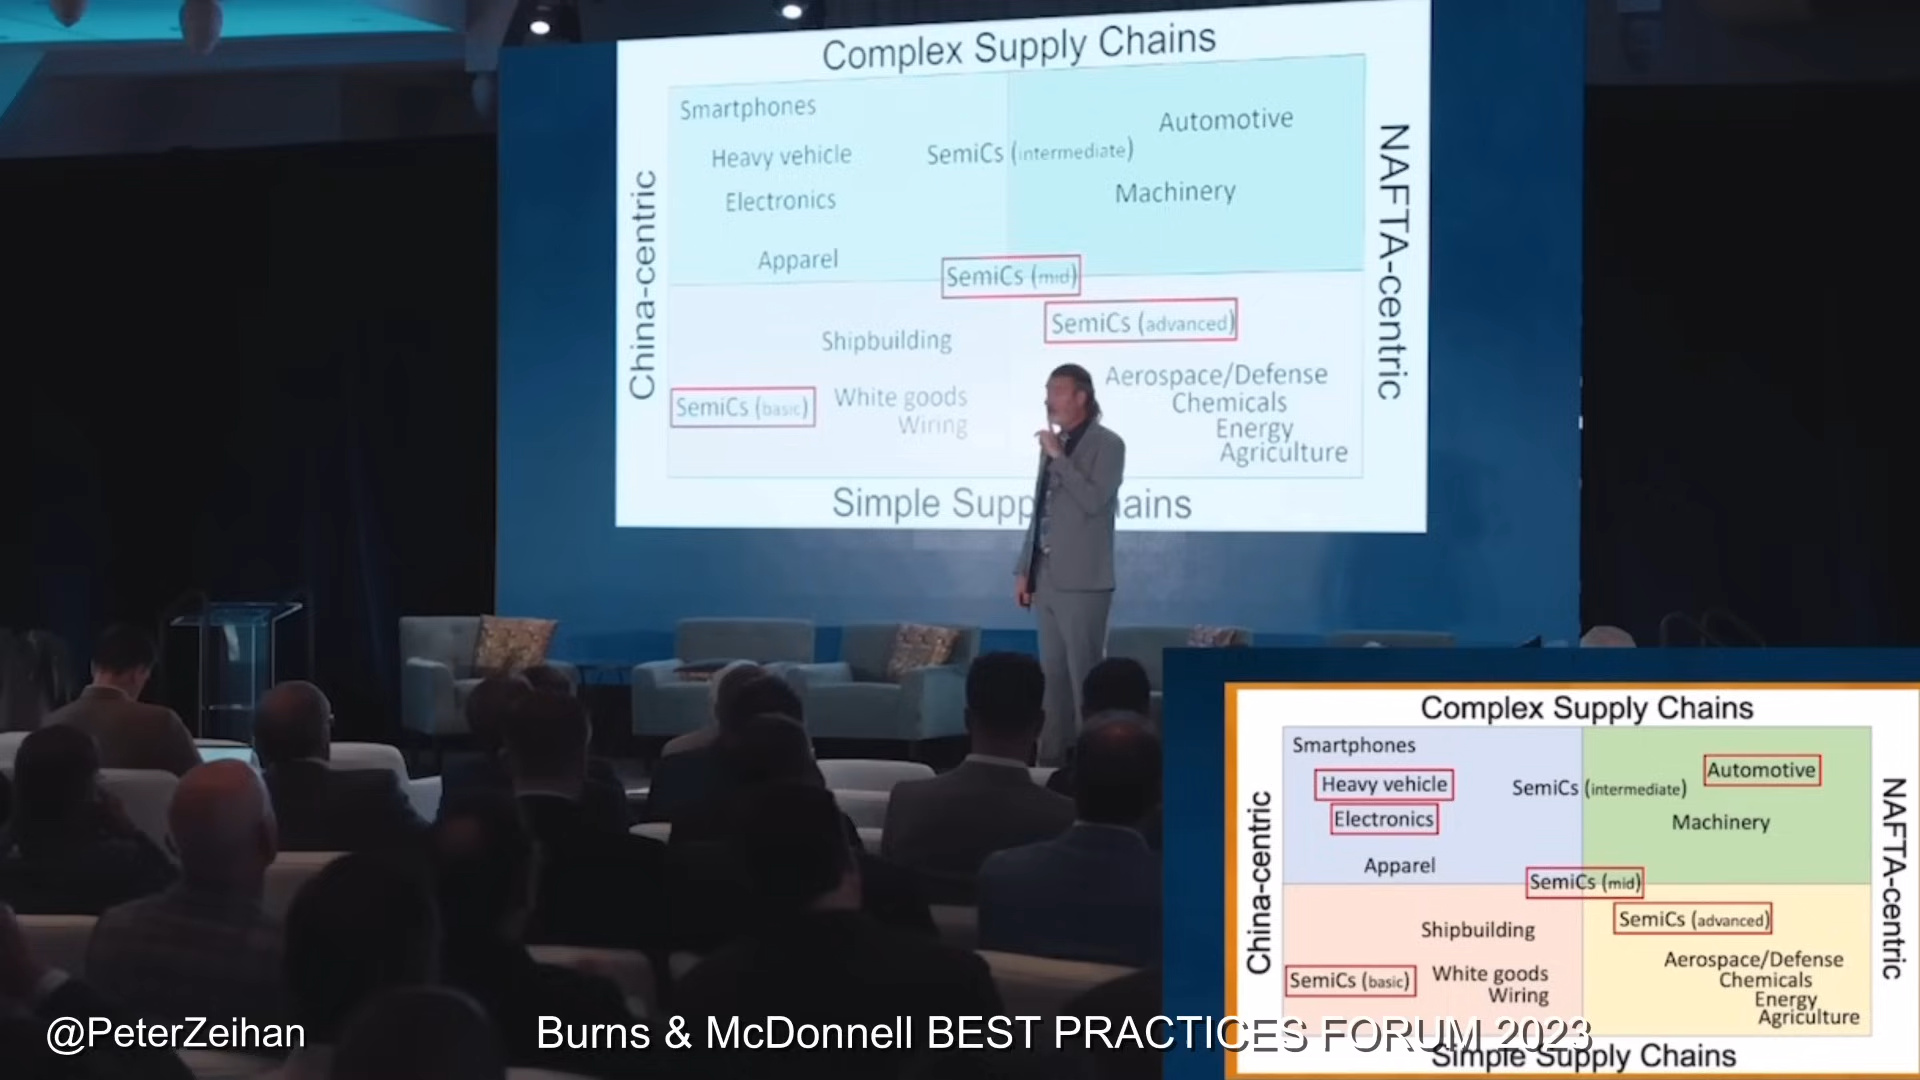 Complex Supply Chains
Smartphones
Automotive
Heavy vehicle
SemiCs (intermediate)
Electronics
Machinery
Apparel
SemiCs (mid)
China-centric
NAFTA-centric
SemiCs (advanced)
Shipbuilding
Aerospace/Defense
SemiCs (basic)
White goods
Chemicals
Wiring
Energy
Agriculture
Simple Supp ains
Complex Supply Chains
Smartphones
Automotive
Heavy vehicle
SemiCs (intermediate)
Electronics
Machinery
Apparel
SemiCs (mid)
China-centric
NAFTA-centric
SemiCs (advanced)
Shipbuilding
Aerospace/Defense
SemiCs (basic)
White goods
Chemicals
Wiring
Energy
Agriculture
Simple Supply Chains
@PeterZeihan
Burns & McDonnell BEST PRACTICES FORUM 2023